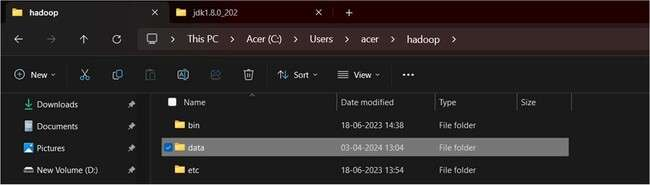 hadoop jdk1.8.0_202
This PC > Acer (C:) > Users > acer > hadoop >
New Sort View ...
Downloads Name Date modified Type Size
Documents bin 18-06-2023 14:38 File folder
Pictures data 03-04-2024 13:04 File folder
New Volume (D:) etc 18-06-2023 13:54 File folder